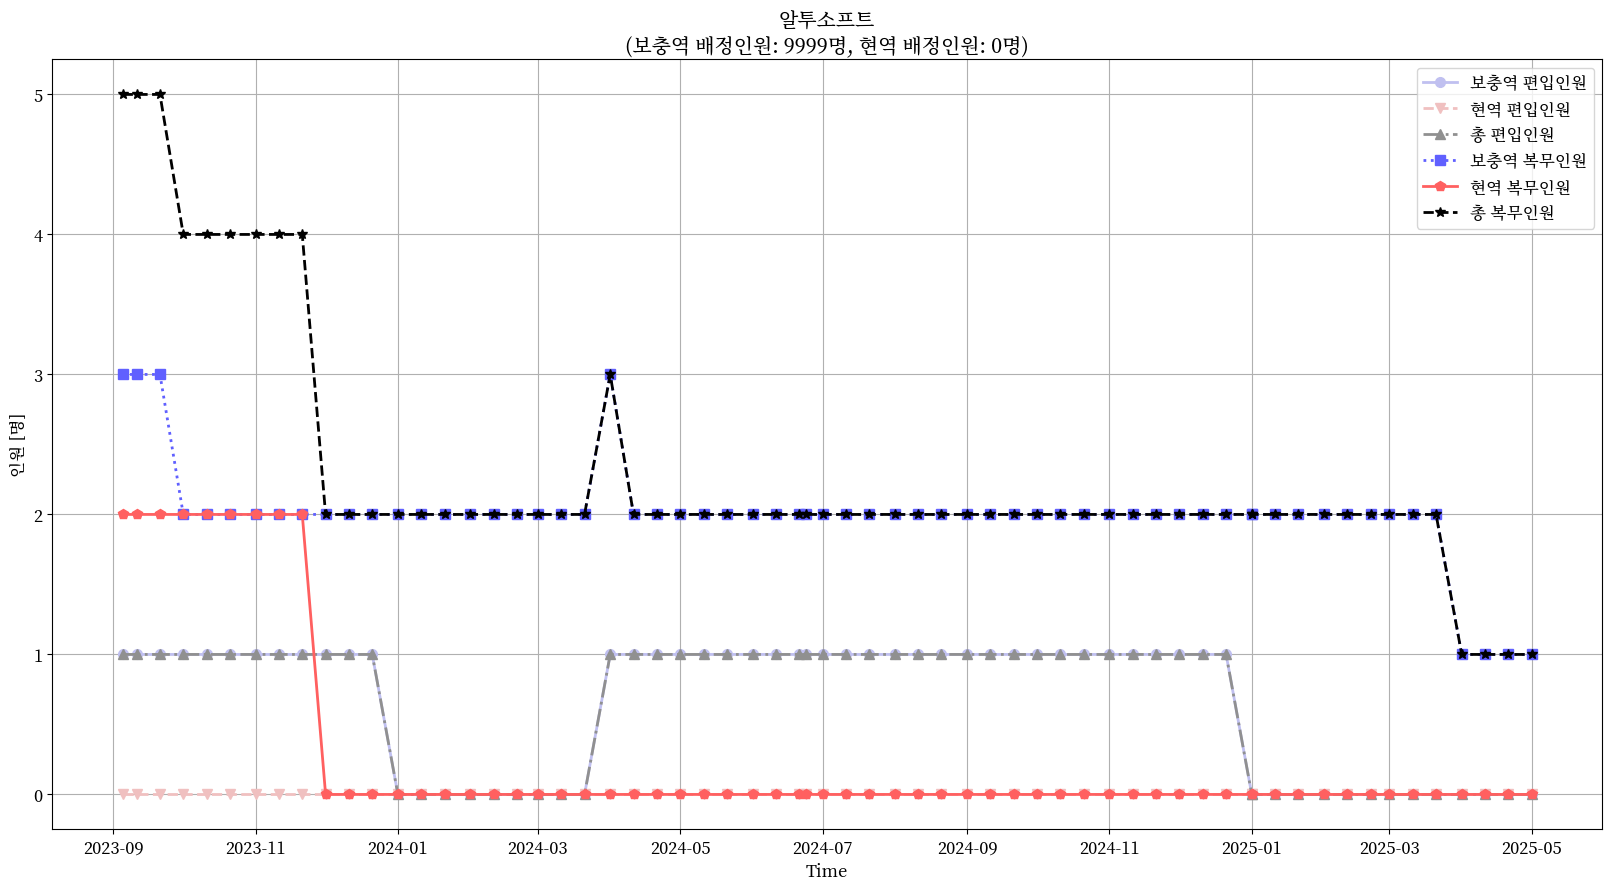 알투소프트
(보충역 배정인원: 9999명, 현역 배정인원: 0명)
보충역 편입인원
현역 편입인원
총 편입인원
보충역 복무인원
현역 복무인원
총 복무인원
인원 [명]
5
4
3
2
1
0
2023-09
2023-11
2024-01
2024-03
2024-05
2024-07
2024-09
2024-11
2025-01
2025-03
2025-05
Time